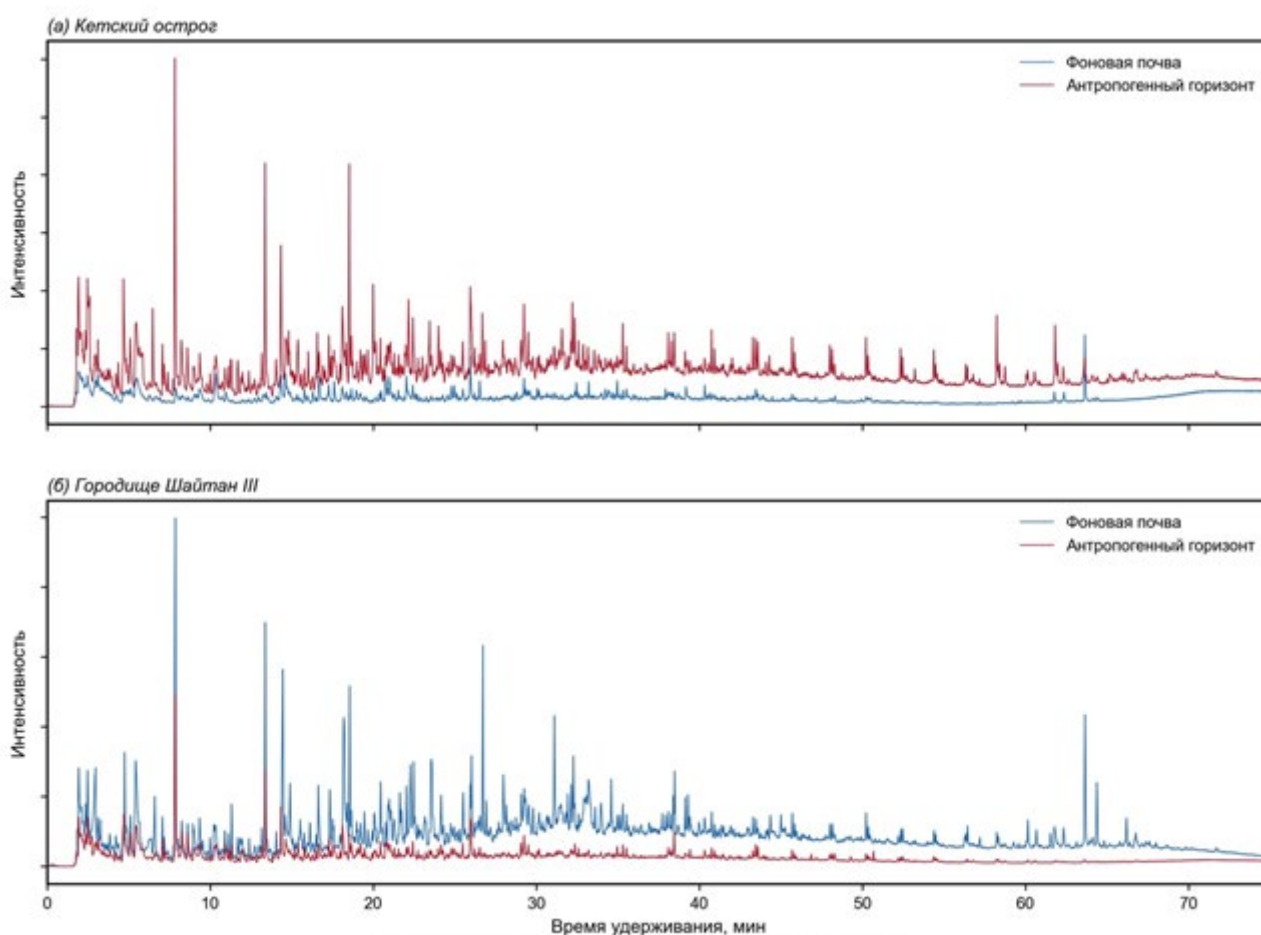 (а) Кетский острог
Фоновая почва
Антропогенный горизонт
Интенсивность
(б) Городище Шайтан III
Фоновая почва
Антропогенный горизонт
Интенсивность
0 10 20 30 40 50 60 70
Время удерживания, мин